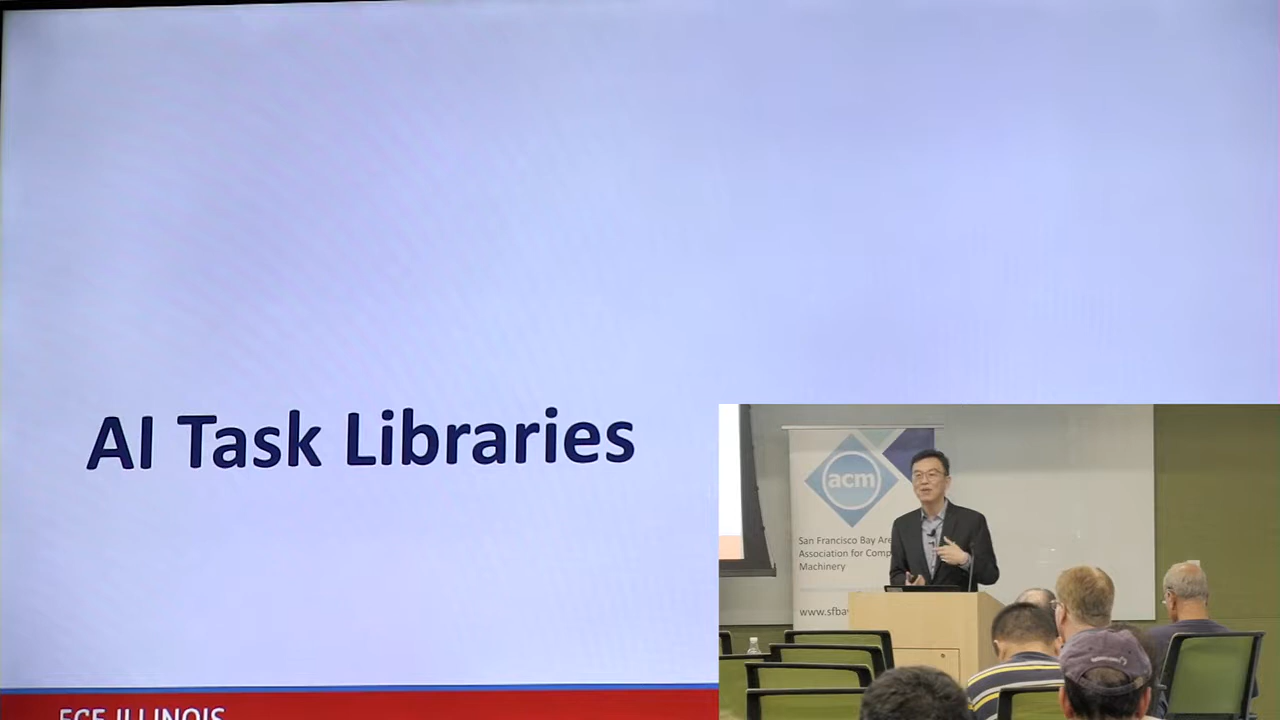 AI Task Libraries
acm
San Francisco Bay Are
Association for Comp
Machinery
www.sfba
ECE ILLINOIS